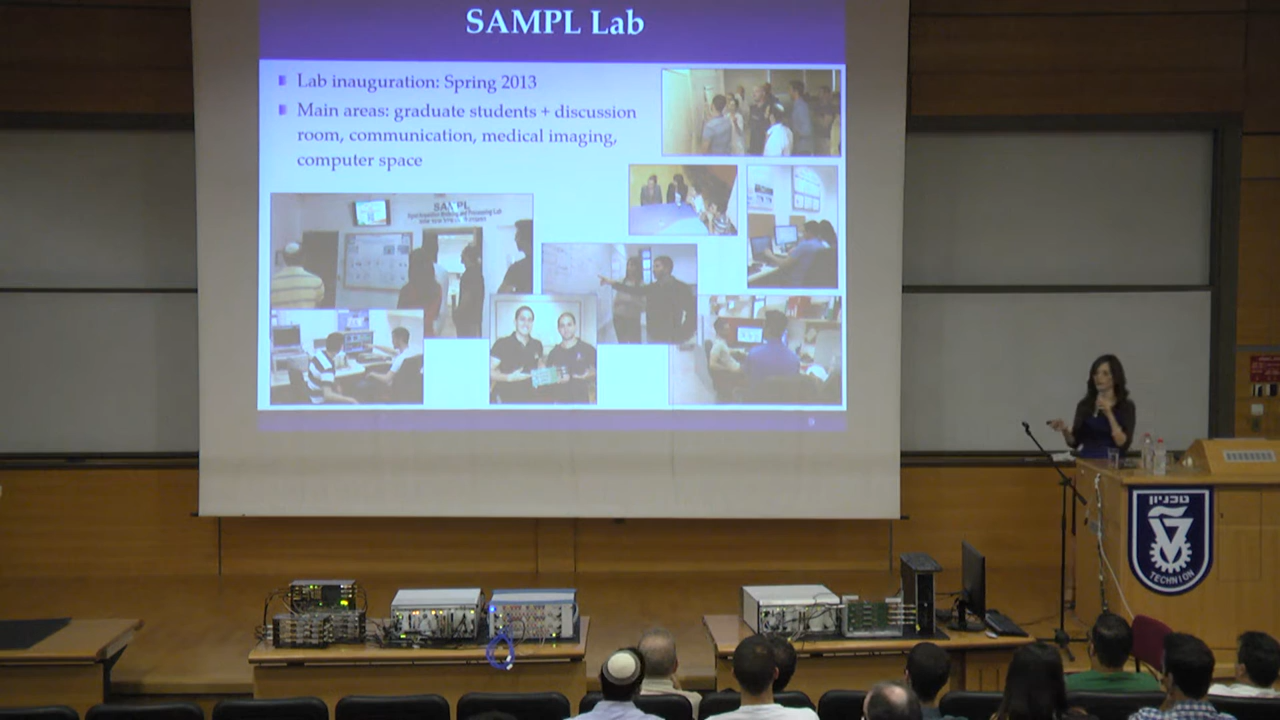 SAMPL Lab
Lab inauguration: Spring 2013
Main areas: graduate students + discussion
room, communication, medical imaging,
computer space
SAMPL
9
טכניון
TECHNION